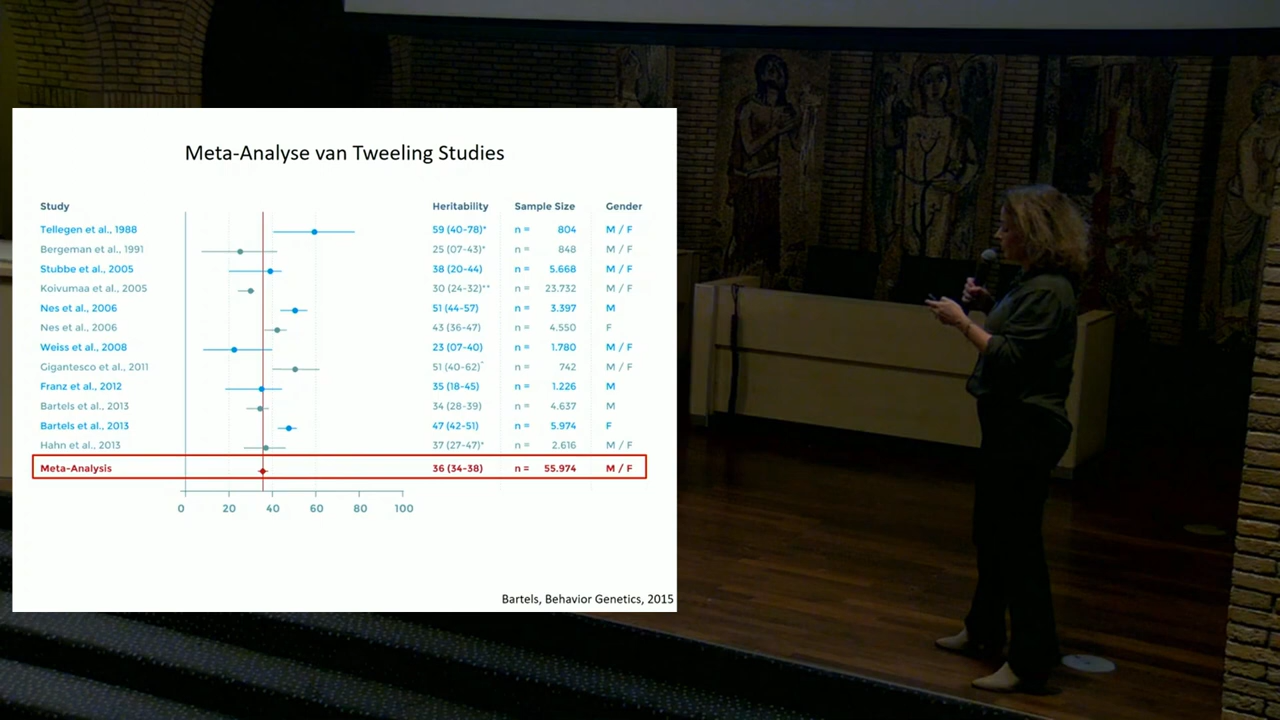 Meta-Analyse van Tweeling Studies
Study Heritability Sample Size Gender
Tellegen et al., 1988 59 (40-78)* n = 804 M / F
Bergeman et al., 1991 25 (07-43)* n = 848 M / F
Stubbe et al., 2005 38 (20-44) n = 5.668 M / F
Koivumaa et al., 2005 30 (24-32)** n = 23.732 M / F
Nes et al., 2006 51 (44-57) n = 3.397 M
Nes et al., 2006 43 (36-47) n = 4.550 F
Weiss et al., 2008 23 (07-40) n = 1.780 M / F
Gigantesco et al., 2011 51 (40-62)* n = 742 M / F
Franz et al., 2012 35 (18-45) n = 1.226 M
Bartels et al., 2013 34 (28-39) n = 4.637 M
Bartels et al., 2013 47 (42-51) n = 5.974 F
Hahn et al., 2013 37 (27-47)* n = 2.616 M / F
Meta-Analysis 36 (34-38) n = 55.974 M / F
0 20 40 60 80 100
Bartels, Behavior Genetics, 2015